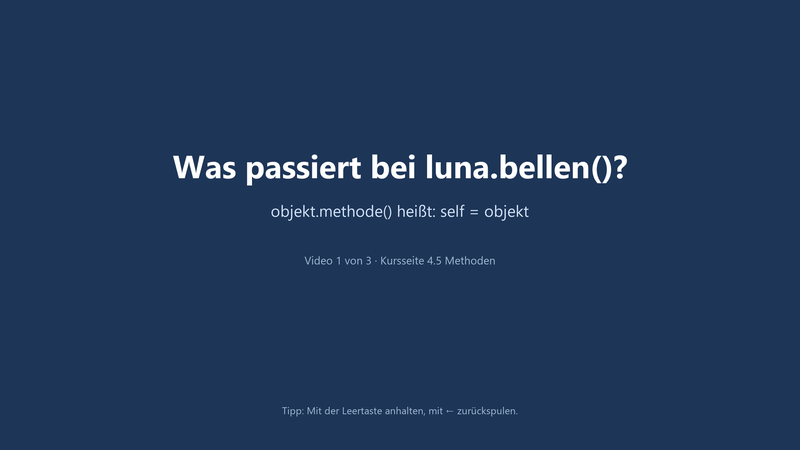 Was passiert bei luna.bellen()?
objekt.methode() heißt: self = objekt
Video 1 von 3 · Kursseite 4.5 Methoden
Tipp: Mit der Leertaste anhalten, mit ← zurückspulen.